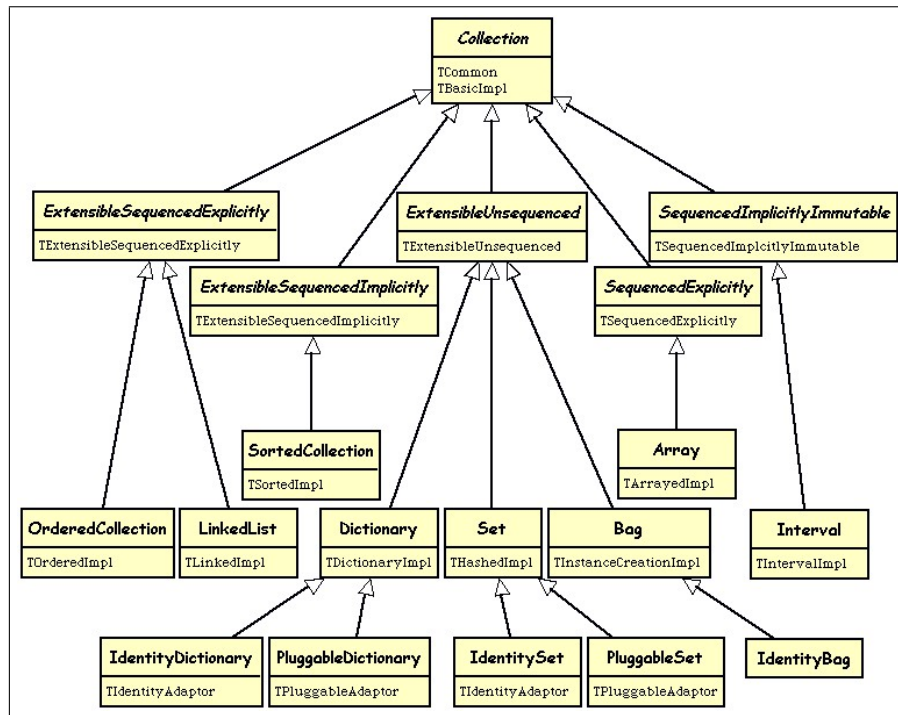 Collection
TCommon
TBasicImpl
ExtensibleSequencedExplicitly
TExtensibleSequencedExplicitly
ExtensibleUnsequenced
TExtensibleUnsequenced
SequencedImplicitlyImmutable
TSequencedImplcitlyImmutable
ExtensibleSequencedImplicitly
TExtensibleSequencedImplicitly
SequencedExplicitly
TSequencedExplicitly
SortedCollection
TSortedImpl
Array
TArrayedImpl
OrderedCollection
TOrderedImpl
LinkedList
TLinkedImpl
Dictionary
TDictionaryImpl
Set
THashedImpl
Bag
TInstanceCreationImpl
Interval
TIntervalImpl
IdentityDictionary
TIdentityAdaptor
PluggableDictionary
TPluggableAdaptor
IdentitySet
TIdentityAdaptor
PluggableSet
TPluggableAdaptor
IdentityBag